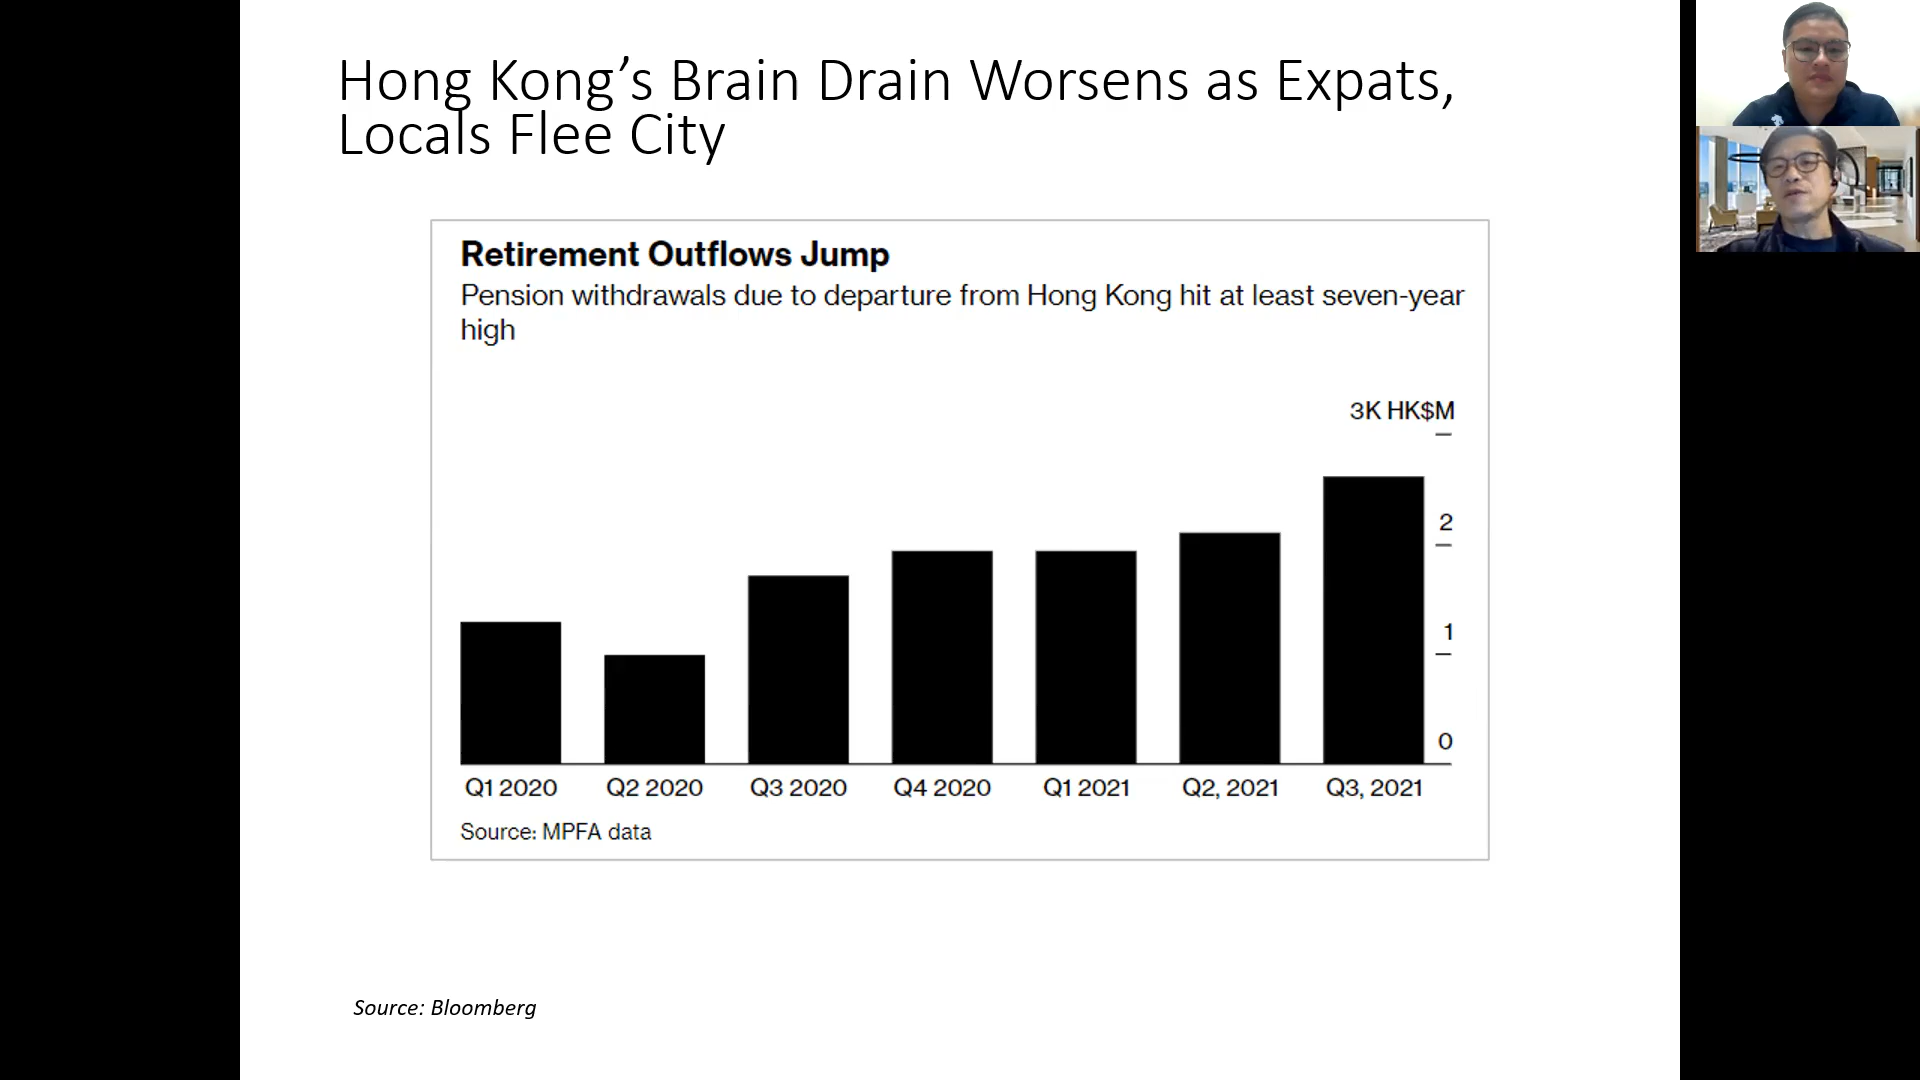 Hong Kong’s Brain Drain Worsens as Expats,
Locals Flee City
Retirement Outflows Jump
Pension withdrawals due to departure from Hong Kong hit at least seven-year
high
3K HK$M
2
1
0
Q1 2020 Q2 2020 Q3 2020 Q4 2020 Q1 2021 Q2, 2021 Q3, 2021
Source: MPFA data
Source: Bloomberg